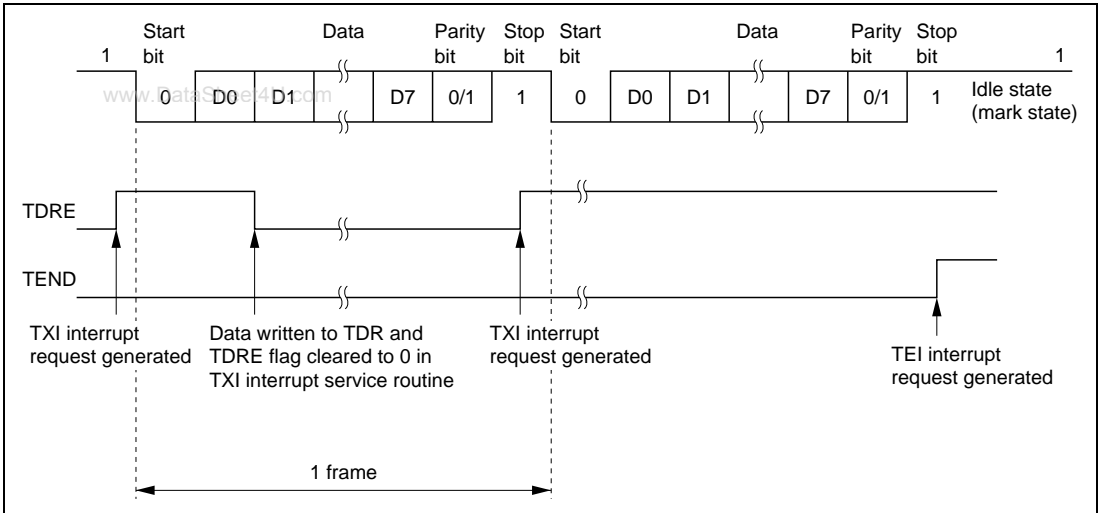 Start Data Parity Stop Start Data Parity Stop
1 bit bit bit bit bit bit 1
0 D0 D1 D7 0/1 1 0 D0 D1 D7 0/1 1 Idle state
(mark state)
www.DataSheet4U.com
TDRE
TEND
TXI interrupt
request generated
Data written to TDR and
TDRE flag cleared to 0 in
TXI interrupt service routine
TXI interrupt
request generated
TEI interrupt
request generated
1 frame